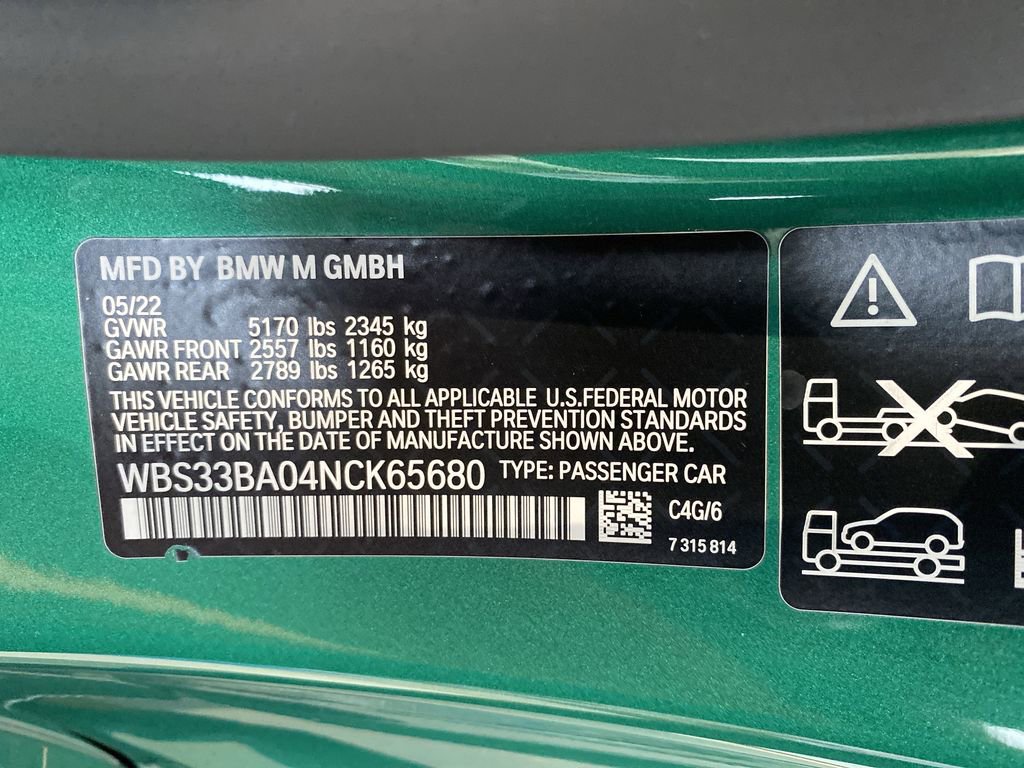 MFD BY BMW M GMBH
05/22
GVWR 5170 lbs 2345 kg
GAWR FRONT 2557 lbs 1160 kg
GAWR REAR 2789 lbs 1265 kg
THIS VEHICLE CONFORMS TO ALL APPLICABLE U.S.FEDERAL MOTOR
VEHICLE SAFETY, BUMPER AND THEFT PREVENTION STANDARDS
IN EFFECT ON THE DATE OF MANUFACTURE SHOWN ABOVE.
WBS33BA04NCK65680 TYPE: PASSENGER CAR
C4G/6
7 315 814